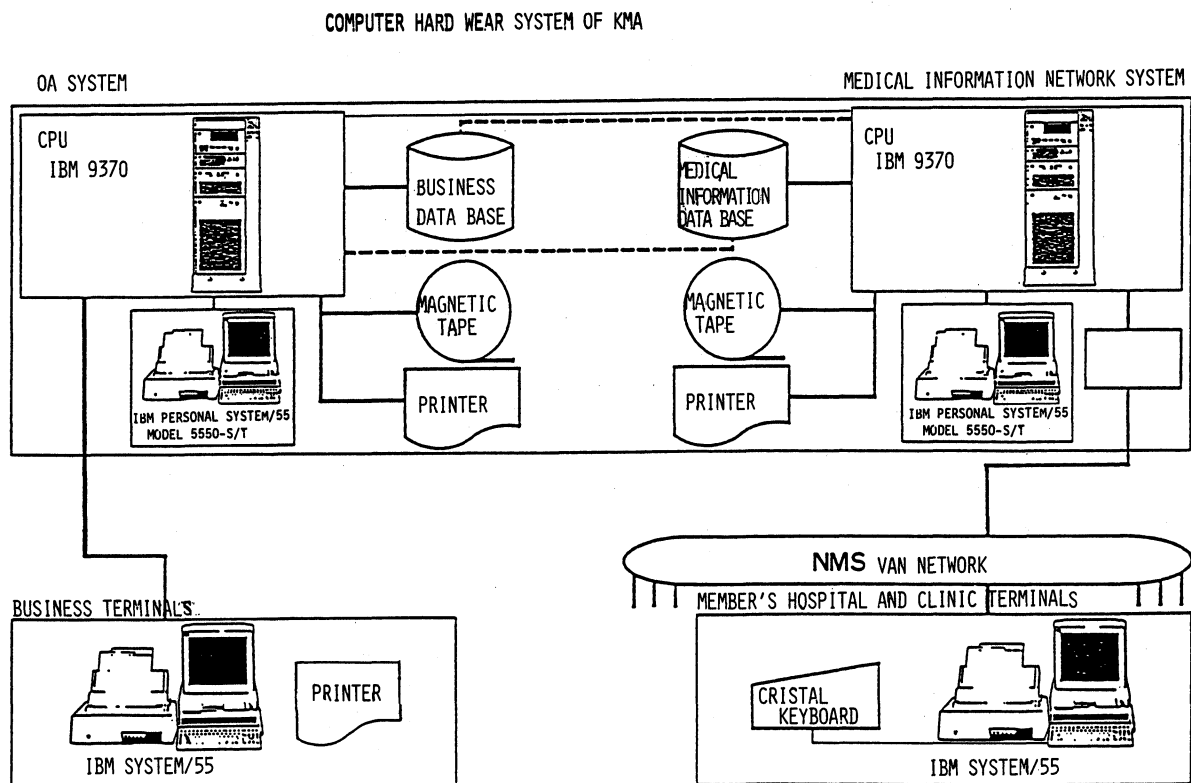 COMPUTER HARD WEAR SYSTEM OF KMA
OA SYSTEM
MEDICAL INFORMATION NETWORK SYSTEM
CPU
IBM 9370
BUSINESS
DATA BASE
MEDICAL
INFORMATION
DATA BASE
CPU
IBM 9370
MAGNETIC
TAPE
MAGNETIC
TAPE
PRINTER
PRINTER
IBM PERSONAL SYSTEM/55
MODEL 5550-S/T
IBM PERSONAL SYSTEM/55
MODEL 5550-S/T
NMS VAN NETWORK
BUSINESS TERMINALS
MEMBER'S HOSPITAL AND CLINIC TERMINALS
PRINTER
CRISTAL
KEYBOARD
IBM SYSTEM/55
IBM SYSTEM/55